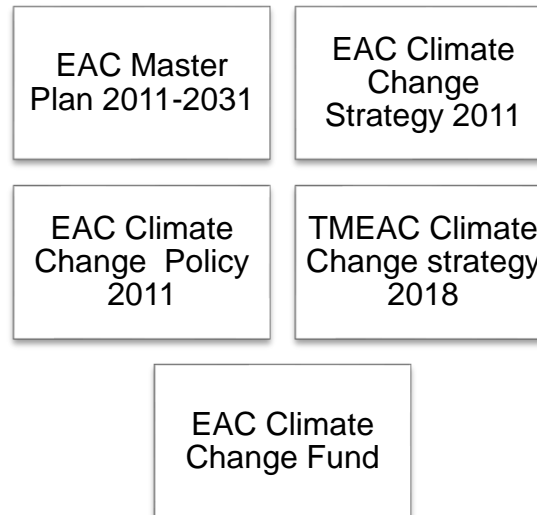 EAC Master
Plan 2011-2031
EAC Climate
Change
Strategy 2011
EAC Climate
Change Policy
2011
TMEAC Climate
Change strategy
2018
EAC Climate
Change Fund